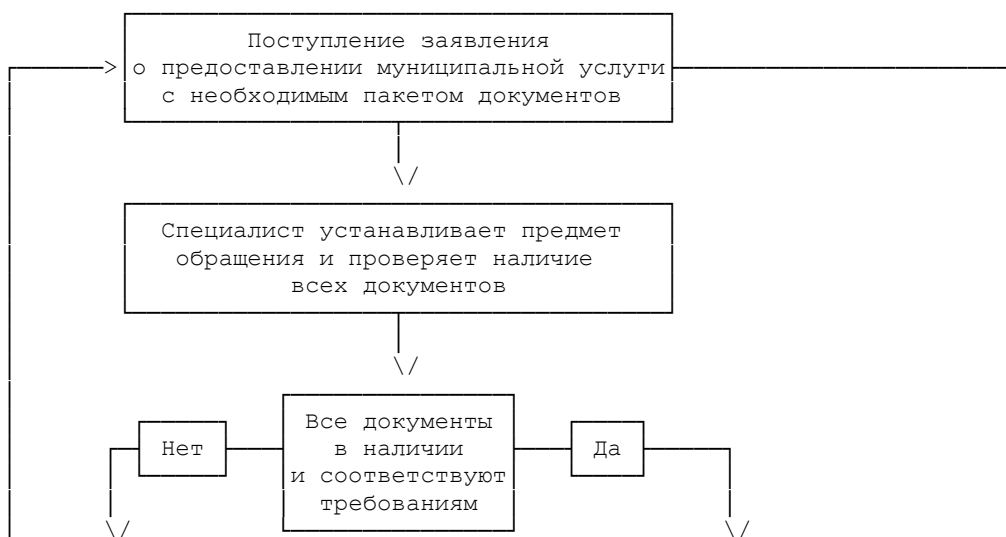 Поступление заявления
о предоставлении муниципальной услуги
с необходимым пакетом документов
Специалист устанавливает предмет
обращения и проверяет наличие
всех документов
Все документы
в наличии
и соответствуют
требованиям
Нет
Да